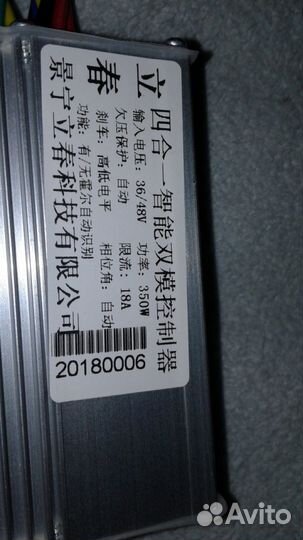 立春
四合一智能双模控制器
输入电压：36/48V 功率：350W
欠压保护：自动 限流：18A
刹车：高低电平 相位角：自动
功能：有/无霍尔自动识别
景宁立春科技有限公司
20180006
Avito